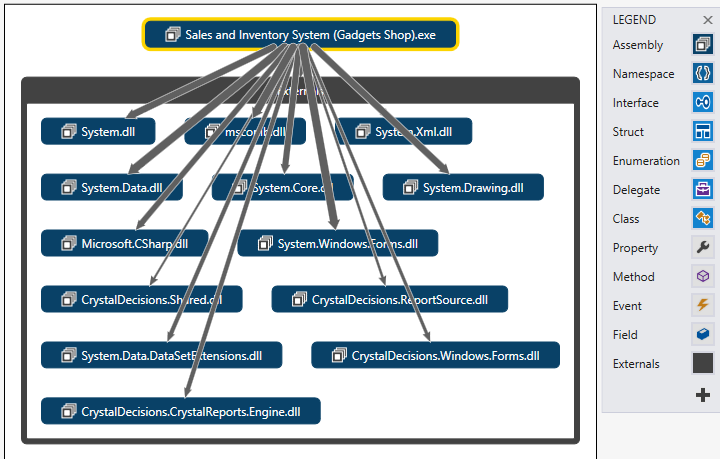 Sales and Inventory System (Gadgets Shop).exe
Externals
System.dll
mscorlib.dll
System.Xml.dll
System.Data.dll
System.Core.dll
System.Drawing.dll
Microsoft.CSharp.dll
System.Windows.Forms.dll
CrystalDecisions.Shared.dll
CrystalDecisions.ReportSource.dll
System.Data.DataSetExtensions.dll
CrystalDecisions.Windows.Forms.dll
CrystalDecisions.CrystalReports.Engine.dll
LEGEND
Assembly
Namespace
Interface
Struct
Enumeration
Delegate
Class
Property
Method
Event
Field
Externals